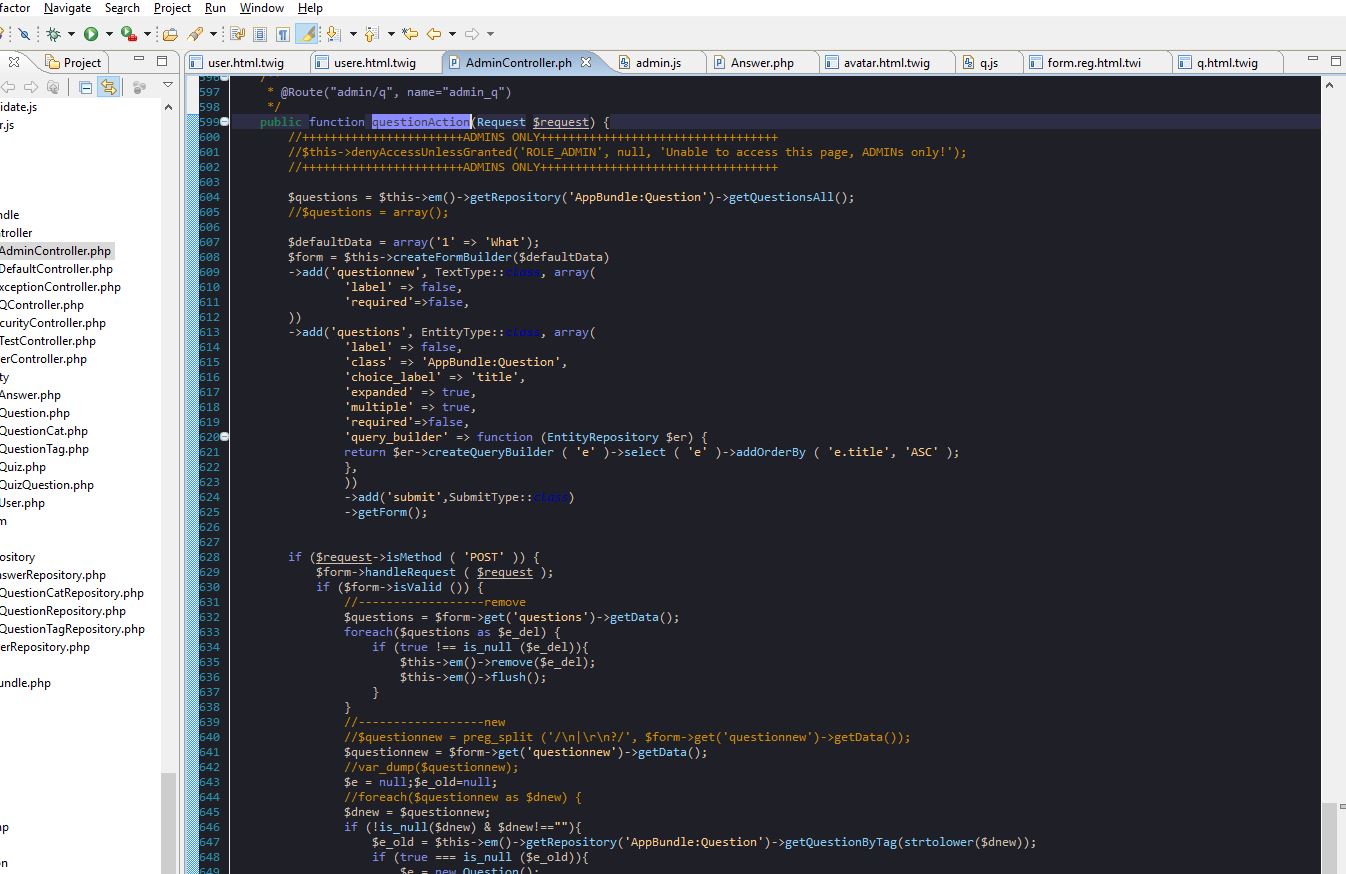 factor Navigate Search Project Run Window Help
Project
user.html.twig usere.html.twig AdminController.ph admin.js Answer.php avatar.html.twig q.js form.reg.html.twi q.html.twig
idate.js
r.js
ndle
troller
AdminController.php
DefaultController.php
xceptionController.php
QController.php
curityController.php
TestController.php
erController.php
ty
Answer.php
Question.php
QuestionCat.php
QuestionTag.php
Quiz.php
QuizQuestion.php
User.php
m
ository
nswerRepository.php
QuestionCatRepository.php
QuestionRepository.php
QuestionTagRepository.php
erRepository.php
undle.php
hp
on
596 /**
597 * @Route("admin/q", name="admin_q")
598 */
599 public function questionAction(Request $request) {
600 //+++++++++++++++++++++++ADMINS ONLY++++++++++++++++++++++++++++++++++
601 //$this->denyAccessUnlessGranted('ROLE_ADMIN', null, 'Unable to access this page, ADMINs only!');
602 //+++++++++++++++++++++++ADMINS ONLY++++++++++++++++++++++++++++++++++
603
604 $questions = $this->em()->getRepository('AppBundle:Question')->getQuestionsAll();
605 //$questions = array();
606
607 $defaultData = array('1' => 'What');
608 $form = $this->createFormBuilder($defaultData)
609 ->add('questionnew', TextType::class, array(
610 'label' => false,
611 'required'=>false,
612 ))
613 ->add('questions', EntityType::class, array(
614 'label' => false,
615 'class' => 'AppBundle:Question',
616 'choice_label' => 'title',
617 'expanded' => true,
618 'multiple' => true,
619 'required'=>false,
620 'query_builder' => function (EntityRepository $er) {
621 return $er->createQueryBuilder ( 'e' )->select ( 'e' )->addOrderBy ( 'e.title', 'ASC' );
622 },
623 ))
624 ->add('submit',SubmitType::class)
625 ->getForm();
626
627
628 if ($request->isMethod ( 'POST' )) {
629 $form->handleRequest ( $request );
630 if ($form->isValid ()) {
631 //------------------remove
632 $questions = $form->get('questions')->getData();
633 foreach($questions as $e_del) {
634 if (true !== is_null ($e_del)){
635 $this->em()->remove($e_del);
636 $this->em()->flush();
637 }
638 }
639 //------------------new
640 //$questionnew = preg_split ('/\n|\r\n?/', $form->get('questionnew')->getData());
641 $questionnew = $form->get('questionnew')->getData();
642 //var_dump($questionnew);
643 $e = null;$e_old=null;
644 //foreach($questionnew as $dnew) {
645 $dnew = $questionnew;
646 if (!is_null($dnew) & $dnew!==""){
647 $e_old = $this->em()->getRepository('AppBundle:Question')->getQuestionByTag(strtolower($dnew));
648 if (true === is_null ($e_old)){
649 $e = new Question();